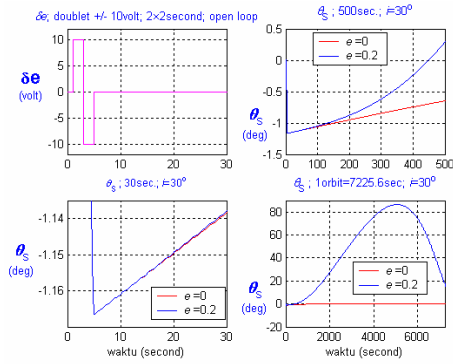 δe; doublet +/- 10volt; 2×2second; open loop
10
5
0
-5
-10
δe
(volt)
0
10
20
30
θS ; 500sec.; i=30°
0.5
0
-0.5
-1
-1.5
θS
(deg)
e =0
e =0.2
0
100
200
300
400
500
θS ; 30sec.; i=30°
-1.14
-1.15
-1.16
θS
(deg)
e =0
e =0.2
0
10
20
30
waktu (second)
θS ; 1orbit=7225.6sec; i=30°
80
60
40
20
0
-20
θS
(deg)
e =0
e =0.2
0
2000
4000
6000
waktu (second)